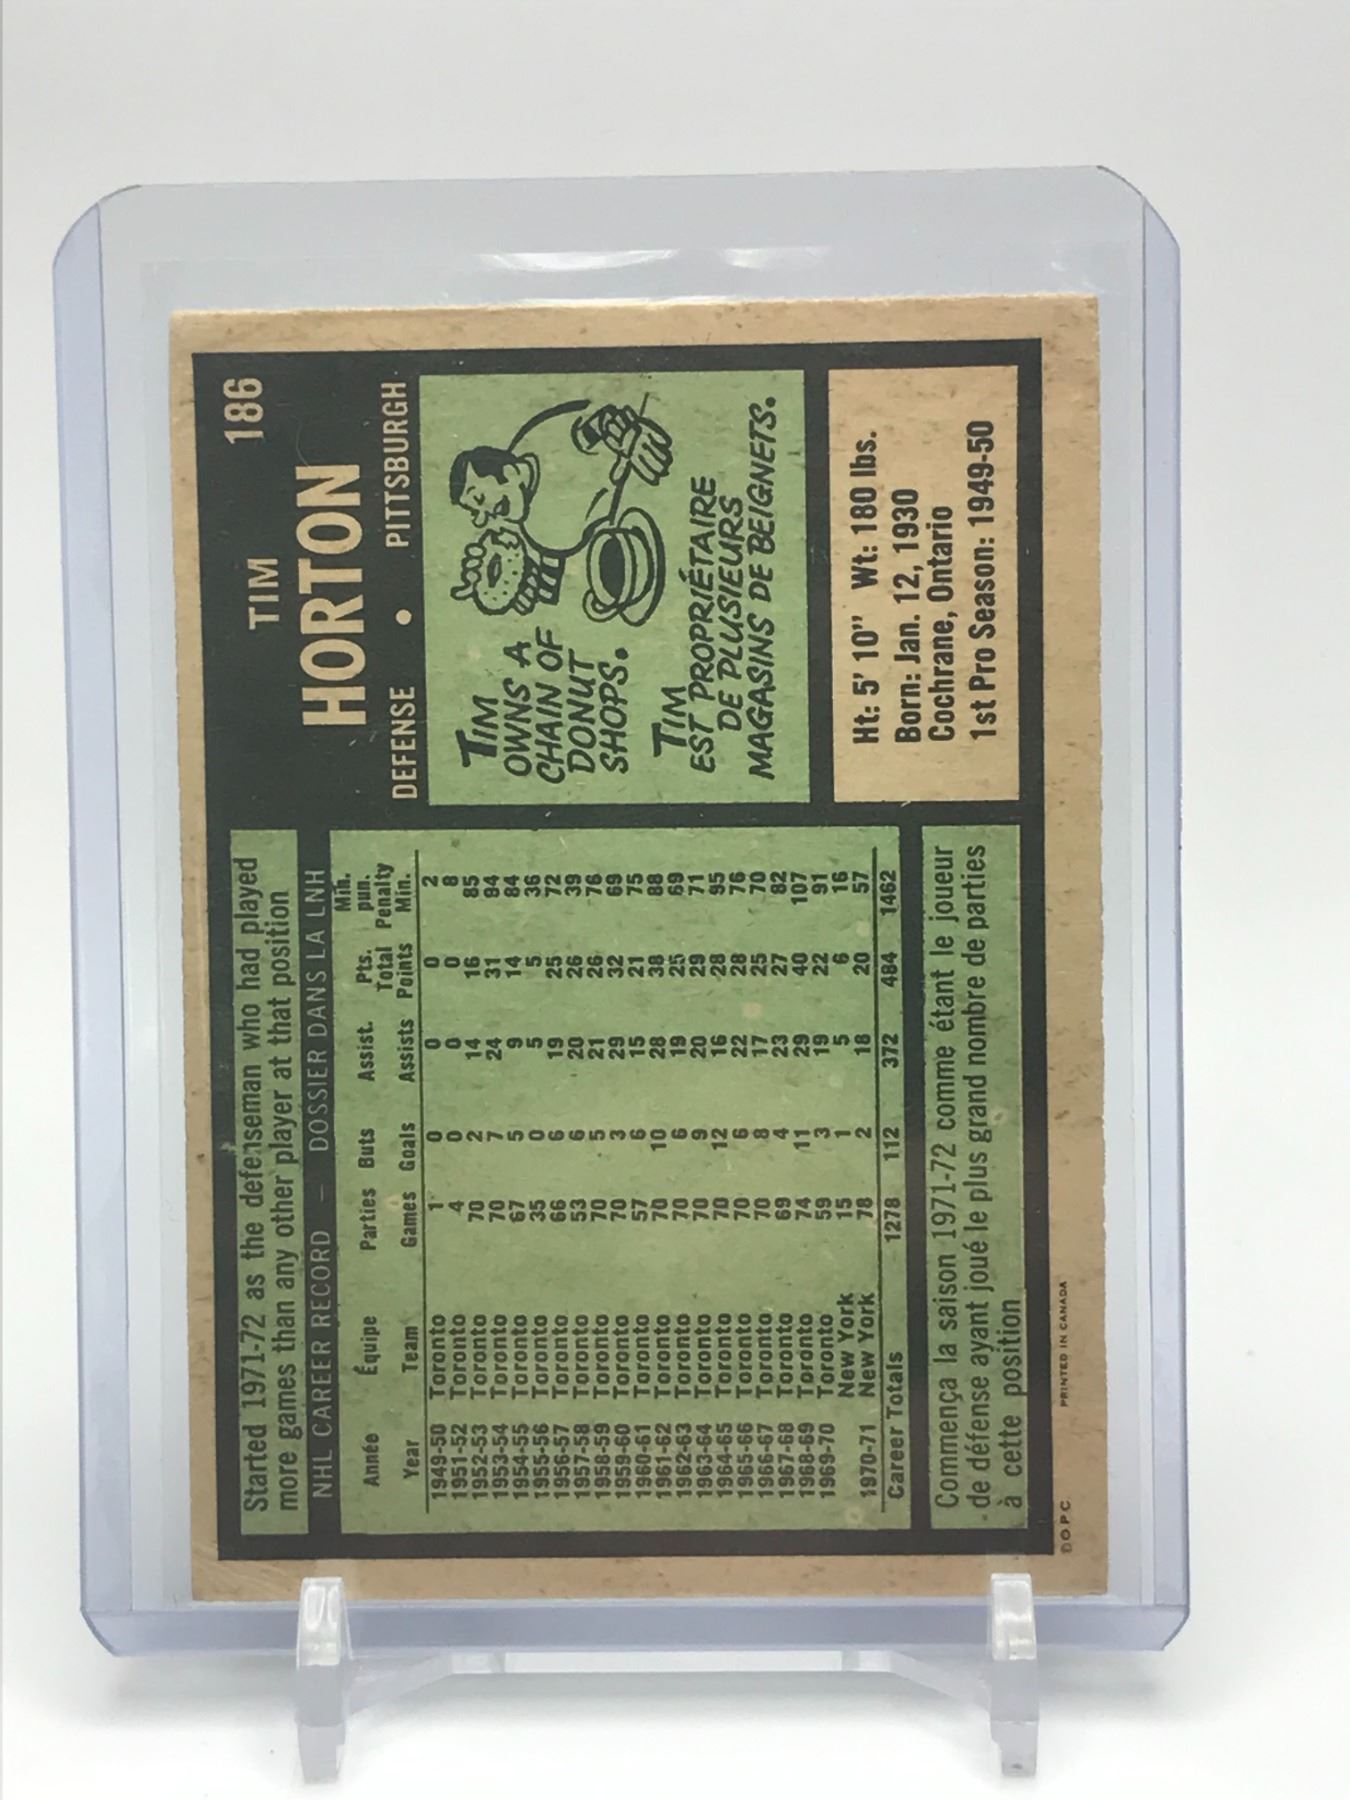 Started 1971-72 as the defenseman who had played
more games than any other player at that position
NHL CAREER RECORD — DOSSIER DANS LA LNH
Année Équipe Parties Buts Assist. Pts. Min. pun.
Year Team Games Goals Assists Total Points Penalty Min.
1949-50 Toronto 1 0 0 0 2
1951-52 Toronto 4 0 0 0 8
1952-53 Toronto 70 2 14 16 85
1953-54 Toronto 70 7 24 31 94
1954-55 Toronto 67 5 9 14 84
1955-56 Toronto 35 0 5 5 36
1956-57 Toronto 66 6 19 25 72
1957-58 Toronto 53 6 20 26 39
1958-59 Toronto 70 5 21 26 76
1959-60 Toronto 70 3 29 32 69
1960-61 Toronto 57 6 15 21 75
1961-62 Toronto 70 10 28 38 88
1962-63 Toronto 70 6 19 25 69
1963-64 Toronto 70 9 20 29 71
1964-65 Toronto 70 12 16 28 95
1965-66 Toronto 70 6 22 28 76
1966-67 Toronto 70 8 17 25 70
1967-68 Toronto 69 4 23 27 82
1968-69 Toronto 74 11 29 40 107
1969-70 Toronto 59 3 19 22 91
New York 15 1 5 6 16
1970-71 New York 78 2 18 20 57
Career Totals 1278 112 372 484 1462
Commença la saison 1971-72 comme étant le joueur
de défense ayant joué le plus grand nombre de parties
à cette position
TIM 186
HORTON
DEFENSE • PITTSBURGH
TIM
OWNS A
CHAIN OF
DONUT
SHOPS.
TIM
EST PROPRIÉTAIRE
DE PLUSIEURS
MAGASINS DE BEIGNETS.
Ht: 5' 10" Wt: 180 lbs.
Born: Jan. 12, 1930
Cochrane, Ontario
1st Pro Season: 1949-50
©O.P.C. PRINTED IN CANADA